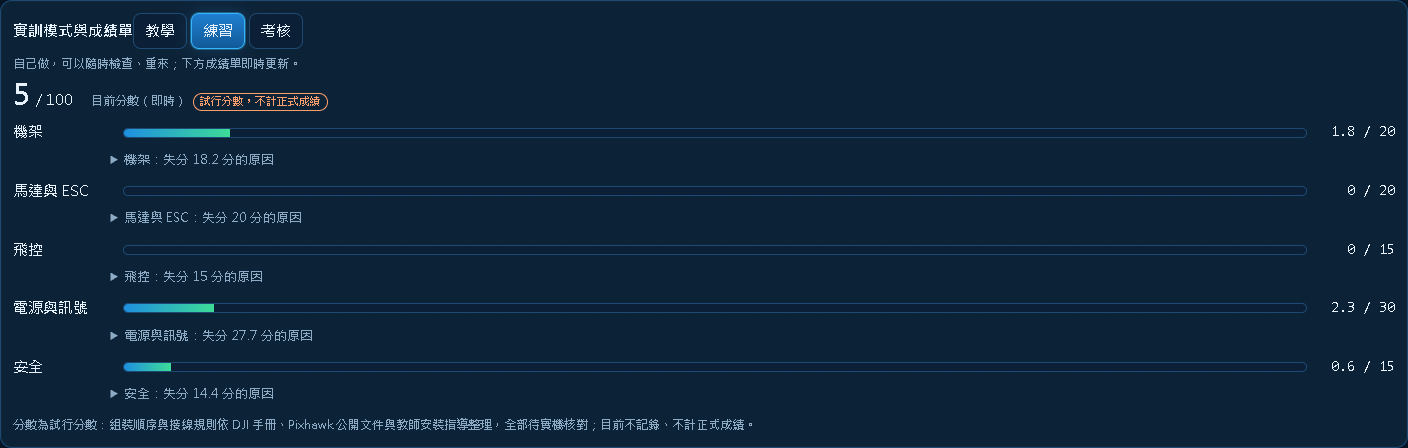 實訓模式與成績單 教學 練習 考核
自己做，可以隨時檢查、重來；下方成績單即時更新。
5 / 100 目前分數（即時） 試行分數，不計正式成績
機架 1.8 / 20
▶ 機架：失分 18.2 分的原因
馬達與 ESC 0 / 20
▶ 馬達與 ESC：失分 20 分的原因
飛控 0 / 15
▶ 飛控：失分 15 分的原因
電源與訊號 2.3 / 30
▶ 電源與訊號：失分 27.7 分的原因
安全 0.6 / 15
▶ 安全：失分 14.4 分的原因
分數為試行分數：組裝順序與接線規則依 DJI 手冊、Pixhawk 公開文件與教師安裝指導整理，全部待實機核對；目前不記錄、不計正式成績。